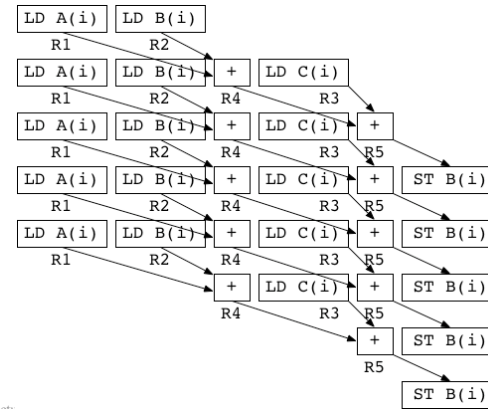 LD A(i) LD B(i)
R1 R2
LD A(i) LD B(i) + LD C(i)
R1 R2 R4 R3
LD A(i) LD B(i) + LD C(i) +
R1 R2 R4 R3 R5
LD A(i) LD B(i) + LD C(i) + ST B(i)
R1 R2 R4 R3 R5
LD A(i) LD B(i) + LD C(i) + ST B(i)
R1 R2 R4 R3 R5
+ LD C(i) + ST B(i)
R4 R3 R5
+ ST B(i)
R5
ST B(i)